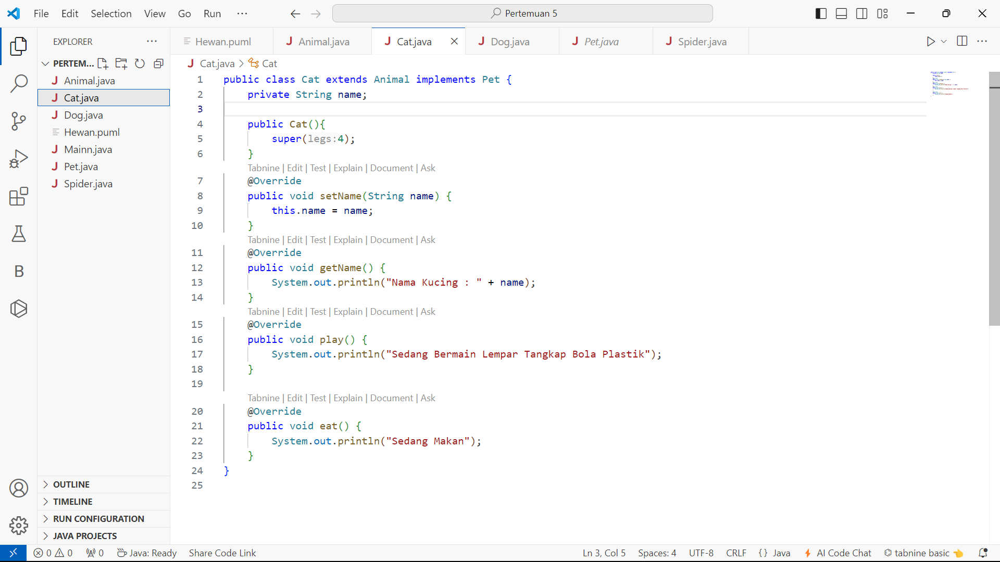 File Edit Selection View Go Run ··· Pertemuan 5
EXPLORER ···
PERTEM...
Animal.java
Cat.java
Dog.java
Hewan.puml
Mainn.java
Pet.java
Spider.java
OUTLINE
TIMELINE
RUN CONFIGURATION
JAVA PROJECTS
Hewan.puml J Animal.java J Cat.java J Dog.java J Pet.java J Spider.java
J Cat.java > Cat
1 public class Cat extends Animal implements Pet {
2 private String name;
3
4 public Cat(){
5 super(legs:4);
6 }
Tabnine | Edit | Test | Explain | Document | Ask
7 @Override
8 public void setName(String name) {
9 this.name = name;
10 }
Tabnine | Edit | Test | Explain | Document | Ask
11 @Override
12 public void getName() {
13 System.out.println("Nama Kucing : " + name);
14 }
Tabnine | Edit | Test | Explain | Document | Ask
15 @Override
16 public void play() {
17 System.out.println("Sedang Bermain Lempar Tangkap Bola Plastik");
18 }
19
Tabnine | Edit | Test | Explain | Document | Ask
20 @Override
21 public void eat() {
22 System.out.println("Sedang Makan");
23 }
24 }
25
0 0 0 Java: Ready Share Code Link Ln 3, Col 5 Spaces: 4 UTF-8 CRLF {} Java AI Code Chat tabnine basic